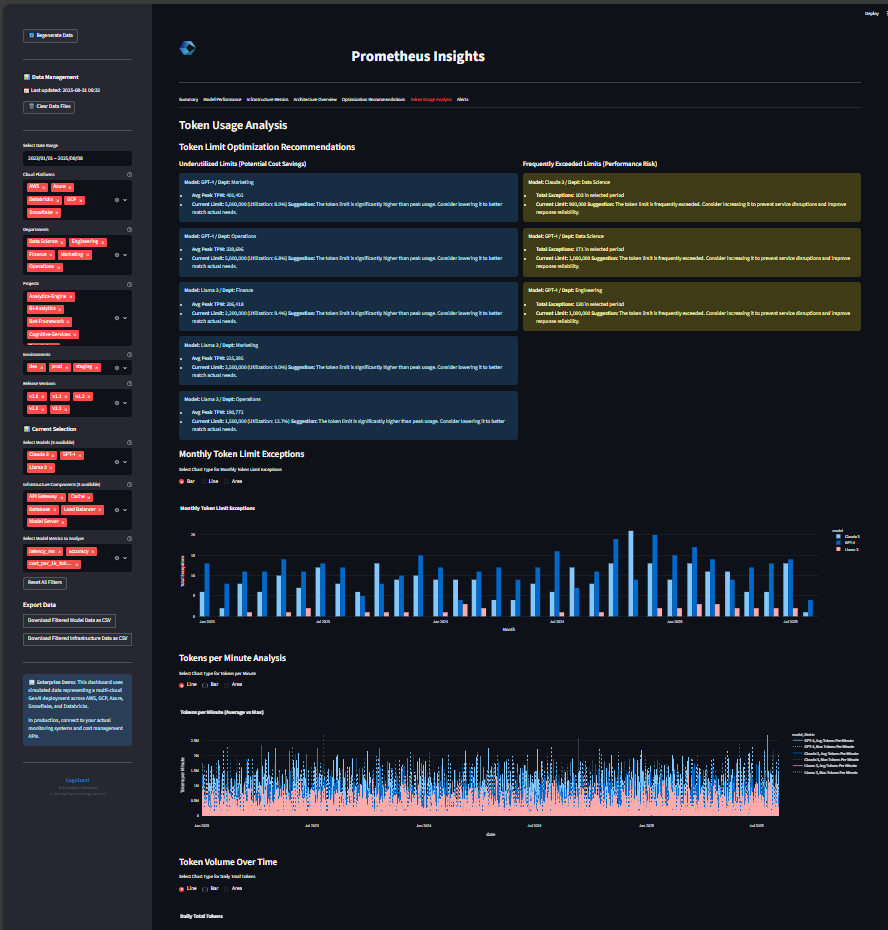 Deploy
Regenerate Data
Data Management
Last updated: 2025-08-31 08:32
Clear Data Files
Select Date Range
2023/01/01 – 2025/08/08
Cloud Platforms
AWS x Azure x
Databricks x GCP x
Snowflake x
Departments
Data Science x Engineering x
Finance x Marketing x
Operations x
Projects
Analytics-Engine x
BI-Analytics x
Bot-Framework x
Cognitive-Services x
Environments
dev x prod x staging x
Release Versions
v1.0 x v1.1 x v1.2 x
v2.0 x v2.1 x
Current Selection
Select Models (3 available)
Claude 3 x GPT-4 x
Llama 3 x
Infrastructure Components (5 available)
API Gateway x Cache x
Database x Load Balancer x
Model Server x
Select Model Metrics to Analyze
latency_ms x accuracy x
cost_per_1k_tok... x
Reset All Filters
Export Data
Download Filtered Model Data as CSV
Download Filtered Infrastructure Data as CSV
Enterprise Demo: This dashboard uses
simulated data representing a multi-cloud
GenAI deployment across AWS, GCP, Azure,
Snowflake, and Databricks.
In production, connect to your actual
monitoring systems and cost management
APIs.
Cognizant
Prometheus Insights
Summary Model Performance Infrastructure Metrics Architecture Overview Optimization Recommendations Token Usage Analysis Alerts
Token Usage Analysis
Token Limit Optimization Recommendations
Underutilized Limits (Potential Cost Savings)
Model: GPT-4 / Dept: Marketing
Avg Peak TPM: 401,402
Current Limit: 5,000,000 (Utilization: 8.0%) Suggestion: The token limit is significantly higher than peak usage. Consider lowering it to better
match actual needs.
Model: GPT-4 / Dept: Operations
Avg Peak TPM: 339,696
Current Limit: 5,000,000 (Utilization: 6.8%) Suggestion: The token limit is significantly higher than peak usage. Consider lowering it to better
match actual needs.
Model: Llama 3 / Dept: Finance
Avg Peak TPM: 206,418
Current Limit: 2,200,000 (Utilization: 9.4%) Suggestion: The token limit is significantly higher than peak usage. Consider lowering it to better
match actual needs.
Model: Llama 3 / Dept: Marketing
Avg Peak TPM: 225,395
Current Limit: 2,500,000 (Utilization: 9.0%) Suggestion: The token limit is significantly higher than peak usage. Consider lowering it to better
match actual needs.
Model: Llama 3 / Dept: Operations
Avg Peak TPM: 190,773
Current Limit: 1,500,000 (Utilization: 12.7%) Suggestion: The token limit is significantly higher than peak usage. Consider lowering it to better
match actual needs.
Frequently Exceeded Limits (Performance Risk)
Model: Claude 3 / Dept: Data Science
Total Exceptions: 103 in selected period
Current Limit: 900,000 Suggestion: The token limit is frequently exceeded. Consider increasing it to prevent service disruptions and improve
response reliability.
Model: GPT-4 / Dept: Data Science
Total Exceptions: 171 in selected period
Current Limit: 1,000,000 Suggestion: The token limit is frequently exceeded. Consider increasing it to prevent service disruptions and improve
response reliability.
Model: GPT-4 / Dept: Engineering
Total Exceptions: 130 in selected period
Current Limit: 1,000,000 Suggestion: The token limit is frequently exceeded. Consider increasing it to prevent service disruptions and improve
response reliability.
Monthly Token Limit Exceptions
Select Chart Type for Monthly Token Limit Exceptions
Bar Line Area
Monthly Token Limit Exceptions
model
Claude 3
GPT-4
Llama 3
Total Exceptions
20
15
10
5
0
Jan 2023 Jul 2023 Jan 2024 Jul 2024 Jan 2025 Jul 2025
Month
Tokens per Minute Analysis
Select Chart Type for Tokens per Minute
Line Bar Area
Tokens per Minute (Average vs Max)
model, Metric
GPT-4, Avg Tokens Per Minute
GPT-4, Max Tokens Per Minute
Claude 3, Avg Tokens Per Minute
Claude 3, Max Tokens Per Minute
Llama 3, Avg Tokens Per Minute
Llama 3, Max Tokens Per Minute
Tokens per Minute
2.5M
2M
1.5M
1M
0.5M
0
Jan 2023 Jul 2023 Jan 2024 Jul 2024 Jan 2025 Jul 2025
date
Token Volume Over Time
Select Chart Type for Daily Total Tokens
Line Bar Area
Daily Total Tokens